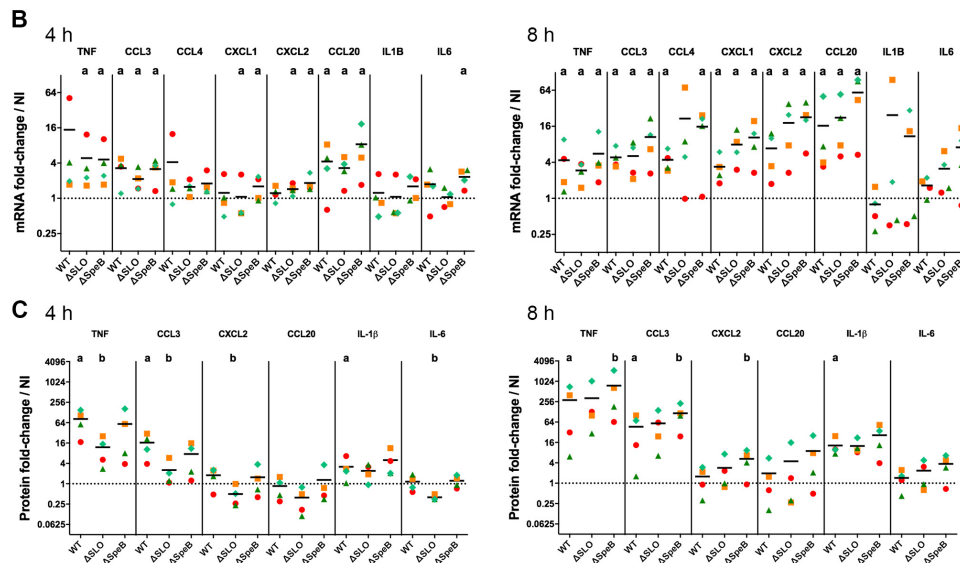 B
4 h
TNF CCL3 CCL4 CXCL1 CXCL2 CCL20 IL1B IL6
a a a a a a a a a a a a a
mRNA fold-change / NI
64
16
4
1
0.25
WT ΔSLO ΔSpeB WT ΔSLO ΔSpeB WT ΔSLO ΔSpeB WT ΔSLO ΔSpeB WT ΔSLO ΔSpeB WT ΔSLO ΔSpeB WT ΔSLO ΔSpeB WT ΔSLO ΔSpeB
8 h
TNF CCL3 CCL4 CXCL1 CXCL2 CCL20 IL1B IL6
a a a a a a a a a a a a a a a a a a a a a
mRNA fold-change / NI
64
16
4
1
0.25
WT ΔSLO ΔSpeB WT ΔSLO ΔSpeB WT ΔSLO ΔSpeB WT ΔSLO ΔSpeB WT ΔSLO ΔSpeB WT ΔSLO ΔSpeB WT ΔSLO ΔSpeB WT ΔSLO ΔSpeB
C
4 h
TNF CCL3 CXCL2 CCL20 IL-1β IL-6
a b a b b a b
Protein fold-change / NI
4096
1024
256
64
16
4
1
0.25
0.0625
WT ΔSLO ΔSpeB WT ΔSLO ΔSpeB WT ΔSLO ΔSpeB WT ΔSLO ΔSpeB WT ΔSLO ΔSpeB WT ΔSLO ΔSpeB
8 h
TNF CCL3 CXCL2 CCL20 IL-1β IL-6
a b a b b a
Protein fold-change / NI
4096
1024
256
64
16
4
1
0.25
0.0625
WT ΔSLO ΔSpeB WT ΔSLO ΔSpeB WT ΔSLO ΔSpeB WT ΔSLO ΔSpeB WT ΔSLO ΔSpeB WT ΔSLO ΔSpeB